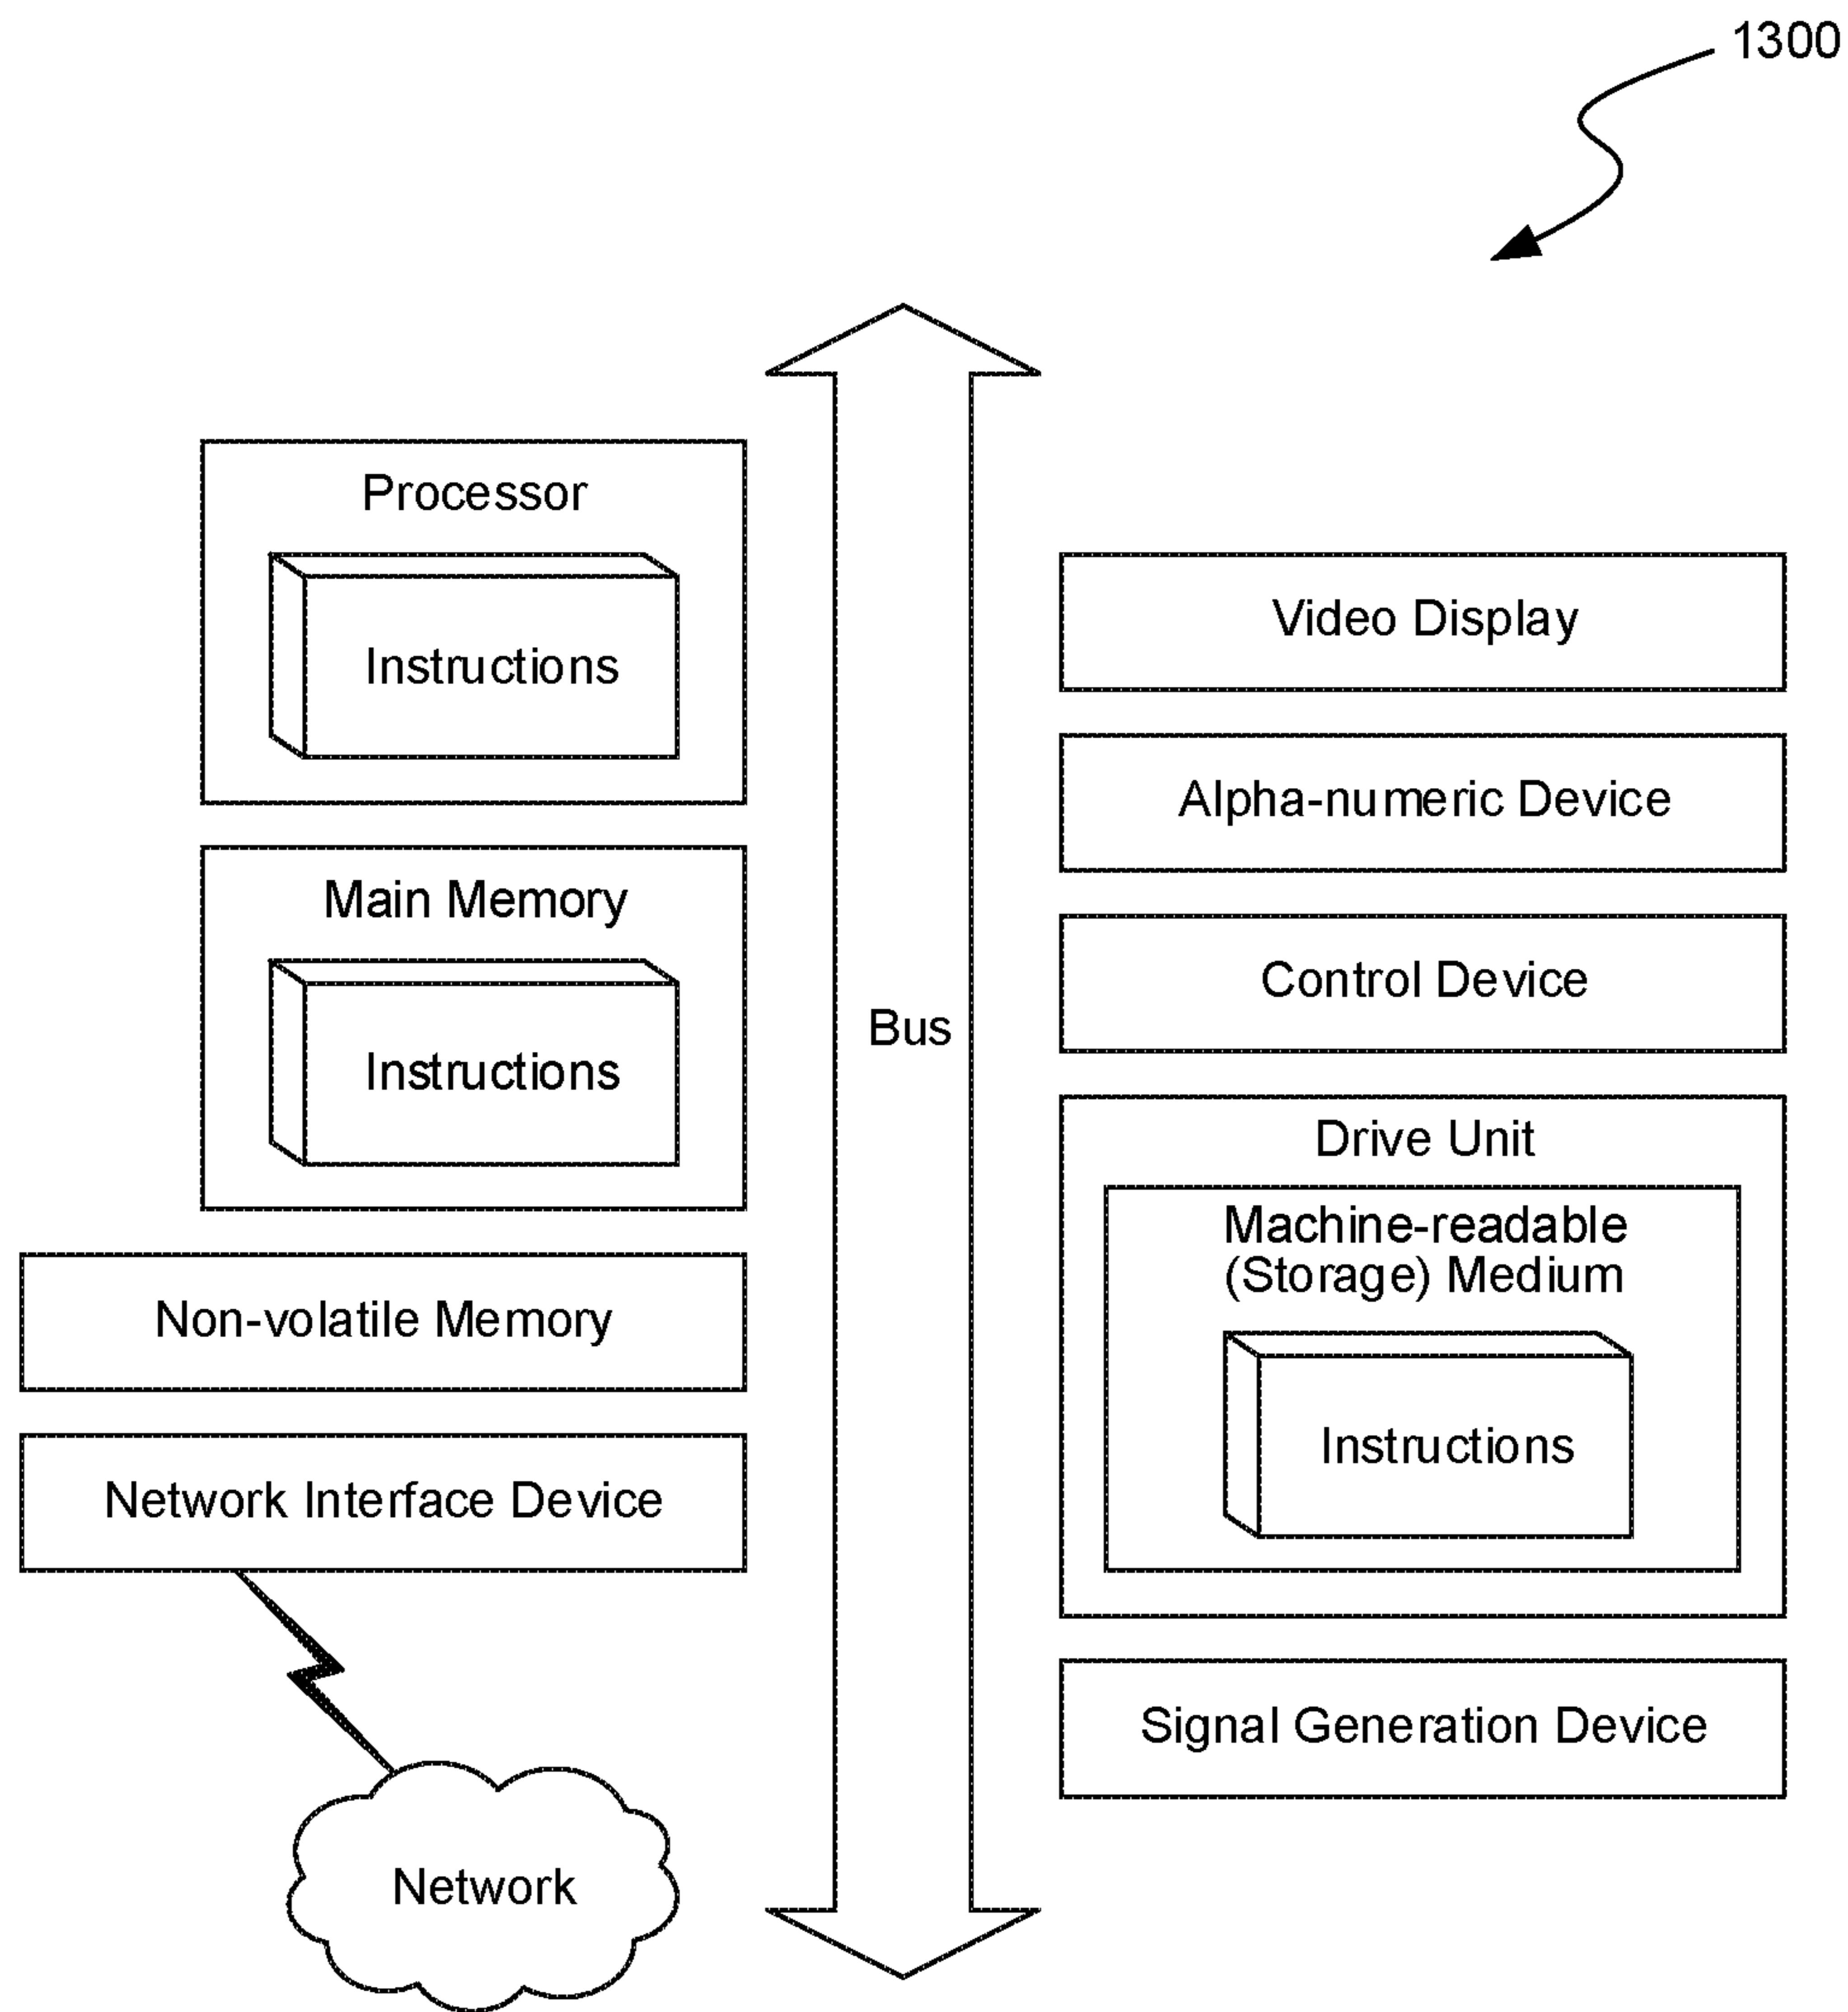 1300
Processor
Instructions
Main Memory
Instructions
Non-volatile Memory
Network Interface Device
Network
Bus
Video Display
Alpha-numeric Device
Control Device
Drive Unit
Machine-readable
(Storage) Medium
Instructions
Signal Generation Device